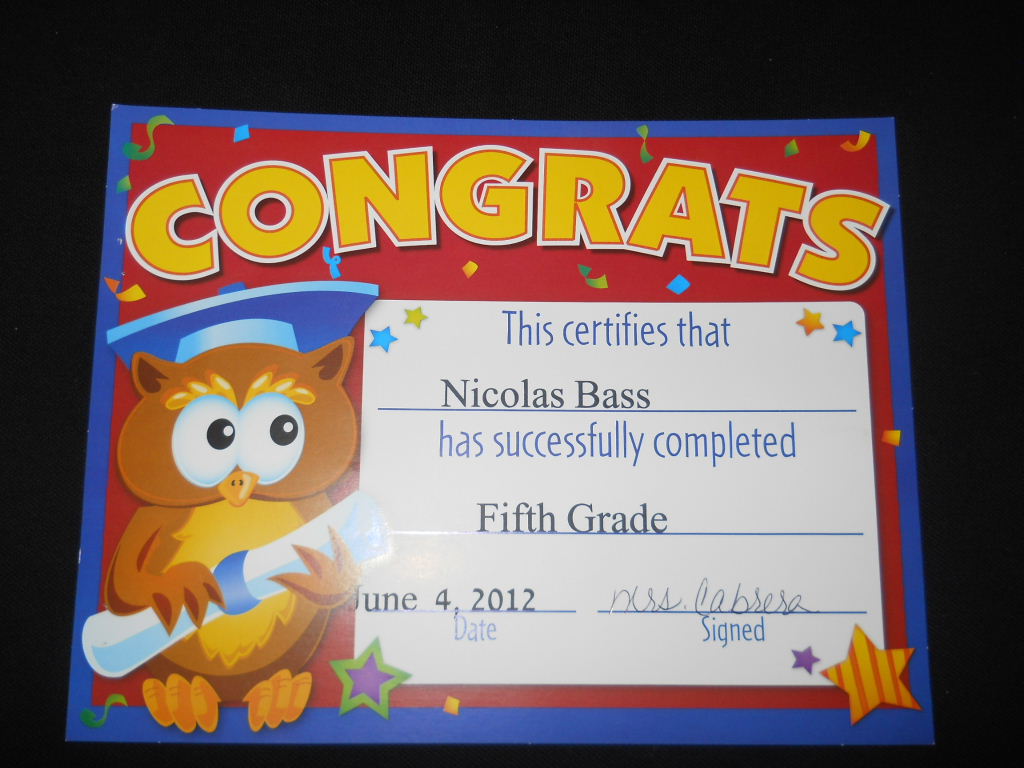 CONGRATS
This certifies that
Nicolas Bass
has successfully completed
Fifth Grade
June 4, 2012 Mrs. Cabrera
Date Signed